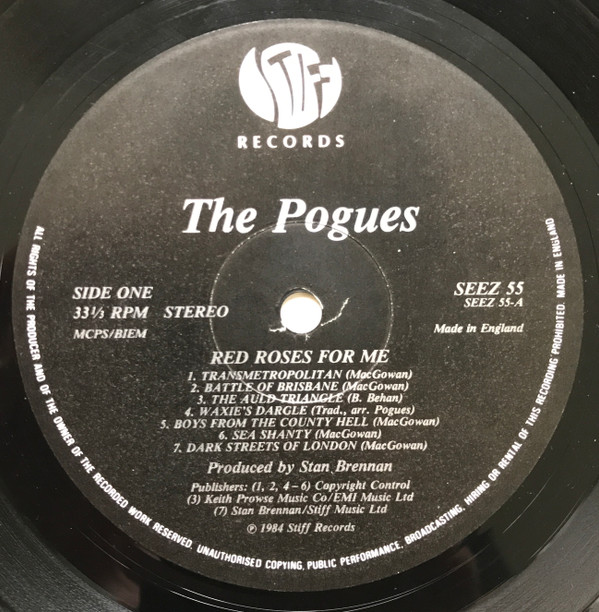 STIFF
RECORDS
The Pogues
SIDE ONE
33⅓ RPM STEREO
MCPS/BIEM
SEEZ 55
SEEZ 55-A
Made in England
RED ROSES FOR ME
1. TRANSMETROPOLITAN (MacGowan)
2. BATTLE OF BRISBANE (MacGowan)
3. THE AULD TRIANGLE (B. Behan)
4. WAXIE'S DARGLE (Trad., arr. Pogues)
5. BOYS FROM THE COUNTY HELL (MacGowan)
6. SEA SHANTY (MacGowan)
7. DARK STREETS OF LONDON (MacGowan)
Produced by Stan Brennan
Publishers: (1, 2, 4–6) Copyright Control
(3) Keith Prowse Music Co/EMI Music Ltd
(7) Stan Brennan/Stiff Music Ltd
℗ 1984 Stiff Records
ALL RIGHTS OF THE PRODUCER AND OF THE OWNER OF THE RECORDED WORK RESERVED. UNAUTHORISED COPYING, PUBLIC PERFORMANCE, BROADCASTING, HIRING OR RENTAL OF THIS RECORDING PROHIBITED. MADE IN ENGLAND